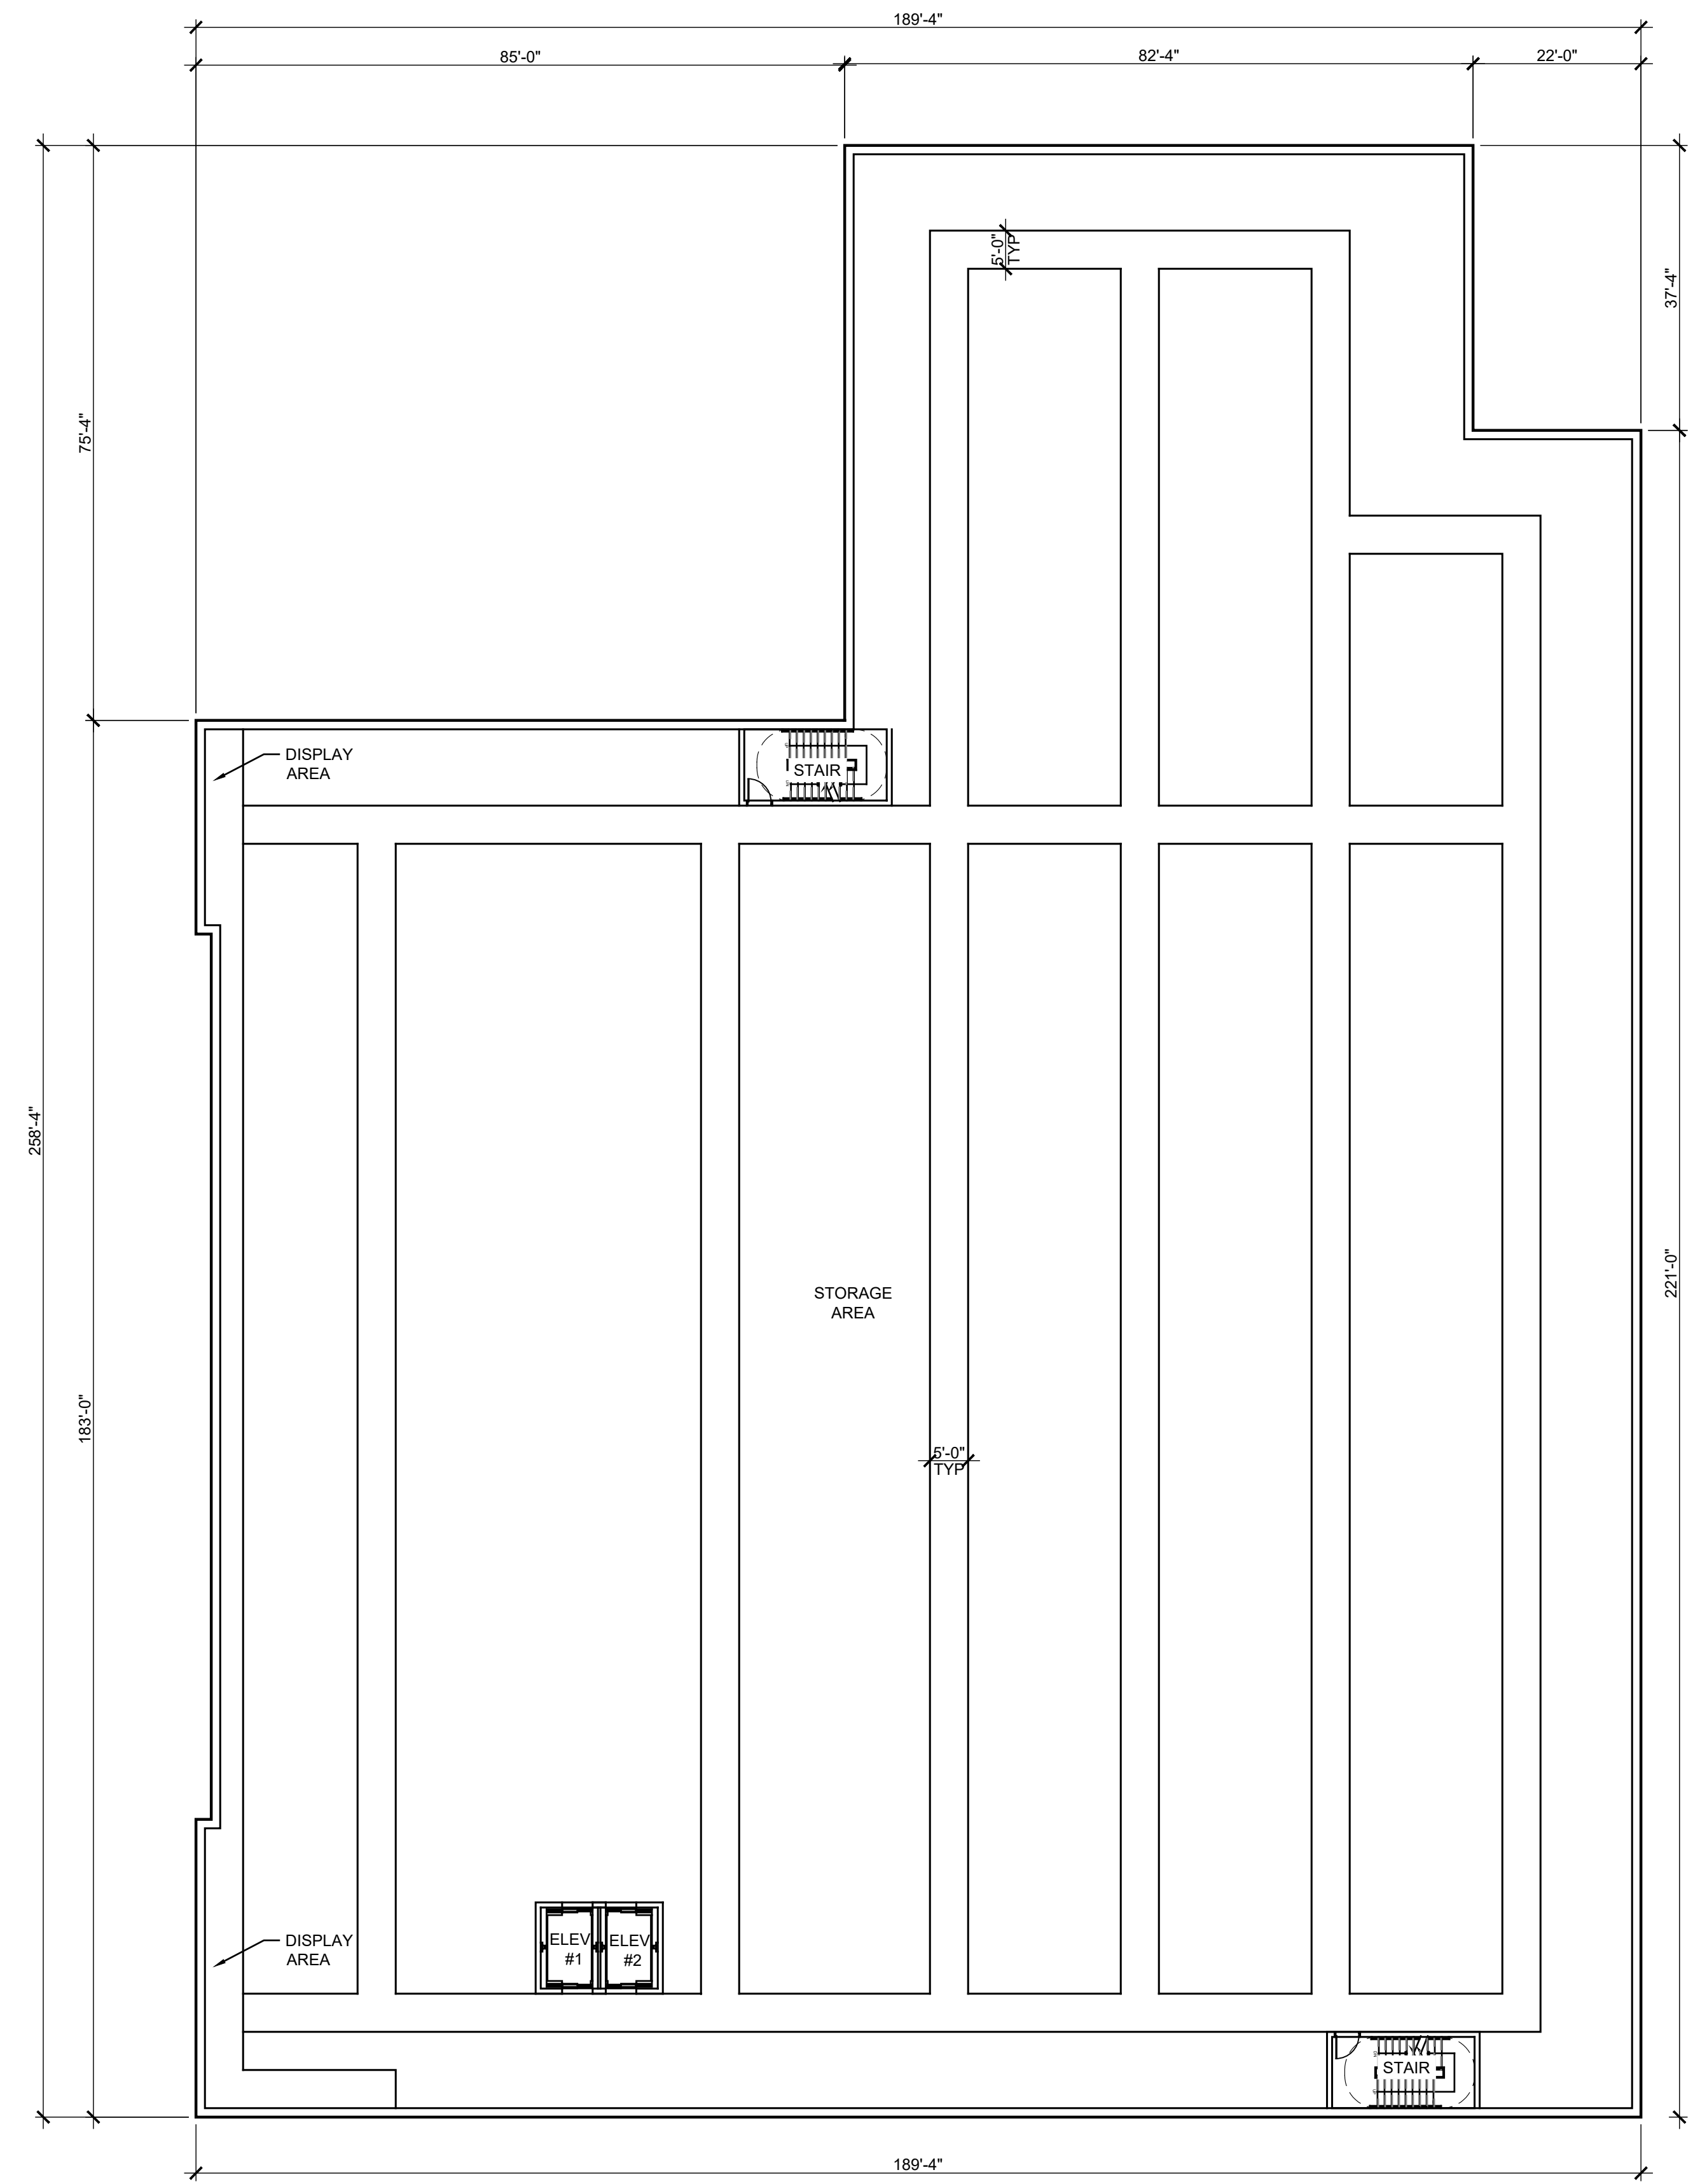 189'-4"
85'-0"
82'-4"
22'-0"
5'-0"
TYP
37'-4"
75'-4"
DISPLAY
AREA
STAIR
258'-4"
221'-0"
STORAGE
AREA
183'-0"
5'-0"
TYP
DISPLAY
AREA
ELEV
#1
ELEV
#2
STAIR
189'-4"